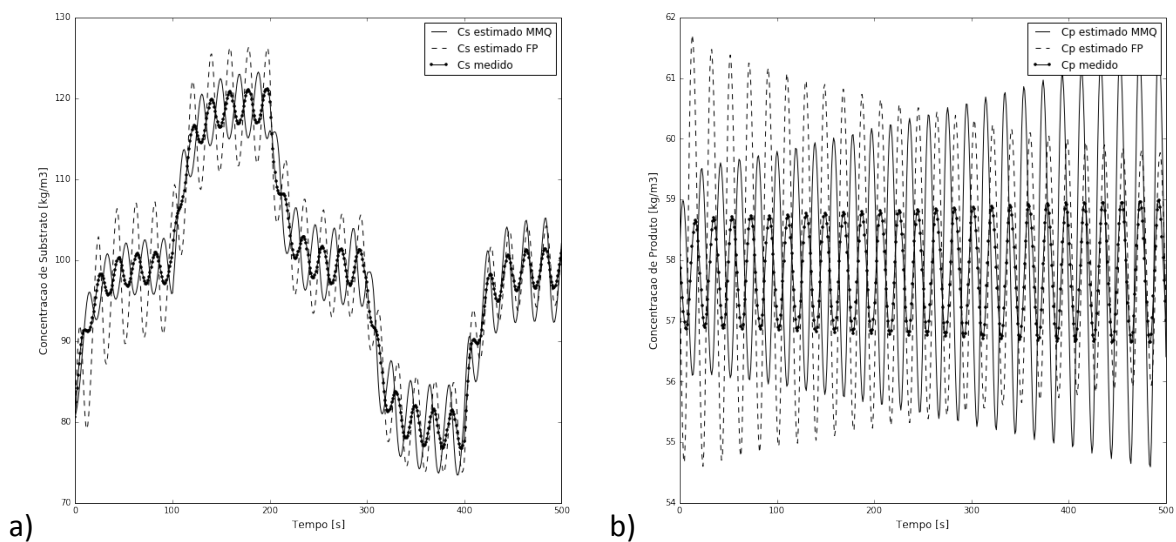 130
120
110
100
90
80
70
Concentracao de Substrato [kg/m3]
Cs estimado MMQ
Cs estimado FP
Cs medido
0
100
200
300
400
500
Tempo [s]
a)
62
61
60
59
58
57
56
55
54
Concentracao de Produto [kg/m3]
Cp estimado MMQ
Cp estimado FP
Cp medido
0
100
200
300
400
500
Tempo [s]
b)